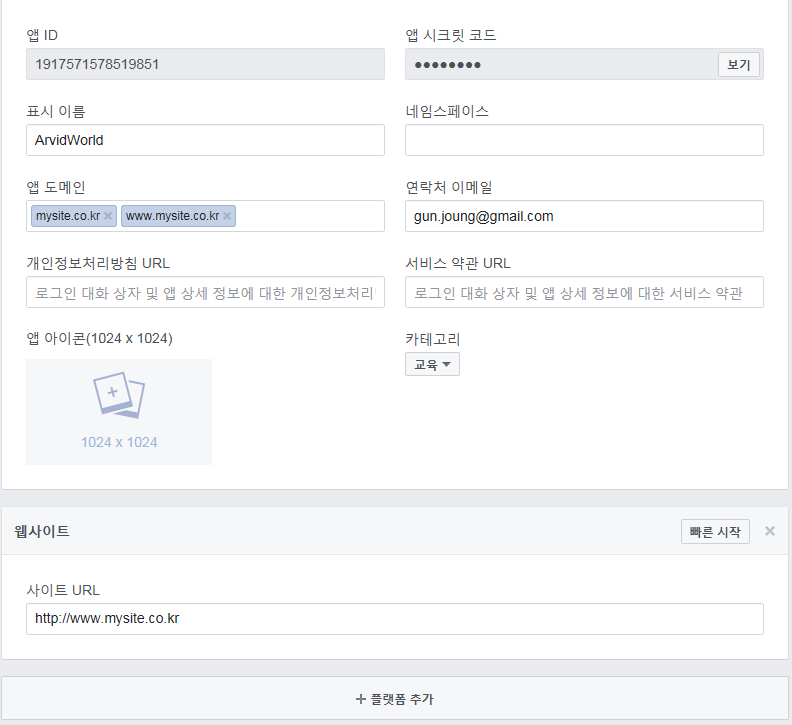 앱 ID
앱 시크릿 코드
1917571578519851
●●●●●●●●
보기
표시 이름
네임스페이스
ArvidWorld
앱 도메인
연락처 이메일
mysite.co.kr ×
www.mysite.co.kr ×
gun.joung@gmail.com
개인정보처리방침 URL
서비스 약관 URL
로그인 대화 상자 및 앱 상세 정보에 대한 개인정보처리
로그인 대화 상자 및 앱 상세 정보에 대한 서비스 약관
앱 아이콘(1024 x 1024)
카테고리
교육
1024 x 1024
웹사이트
빠른 시작
×
사이트 URL
http://www.mysite.co.kr
+ 플랫폼 추가